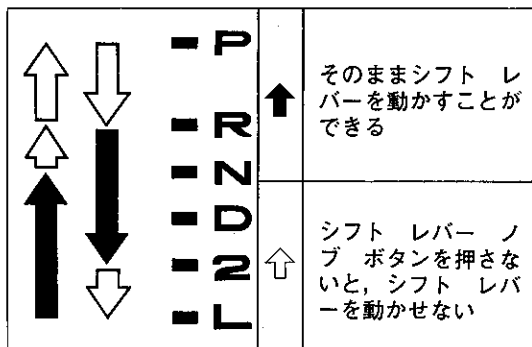 P
R
N
D
2
L
そのままシフト レ
バーを動かすことが
できる
シフト レバー ノ
ブ ボタンを押さな
いと，シフト レバ
ーを動かせない